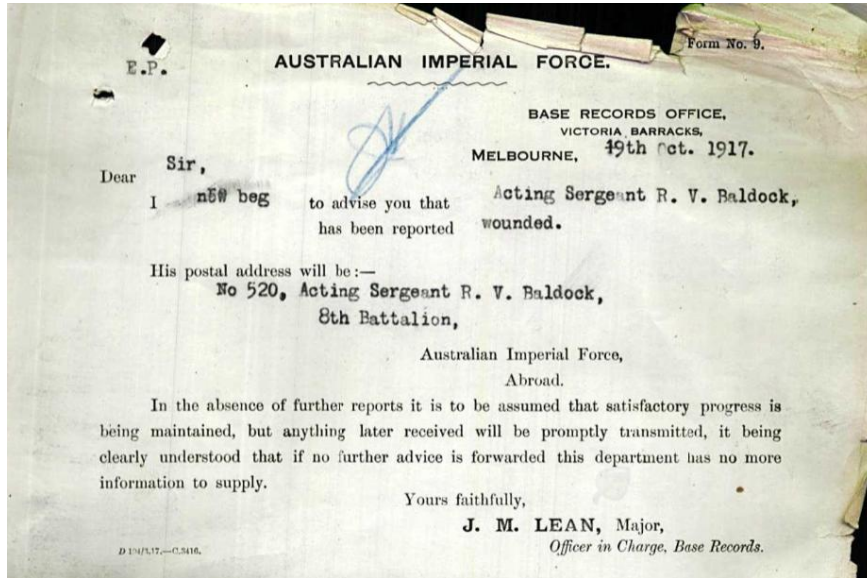 Form No. 9.
E.P.
AUSTRALIAN IMPERIAL FORCE.
BASE RECORDS OFFICE,
VICTORIA BARRACKS,
MELBOURNE, 19th Oct. 1917.
Dear Sir,
I now beg to advise you that Acting Sergeant R. V. Baldock,
has been reported wounded.
His postal address will be:—
No 520, Acting Sergeant R. V. Baldock,
8th Battalion,
Australian Imperial Force,
Abroad.
In the absence of further reports it is to be assumed that satisfactory progress is
being maintained, but anything later received will be promptly transmitted, it being
clearly understood that if no further advice is forwarded this department has no more
information to supply.
Yours faithfully,
J. M. LEAN, Major,
Officer in Charge, Base Records.